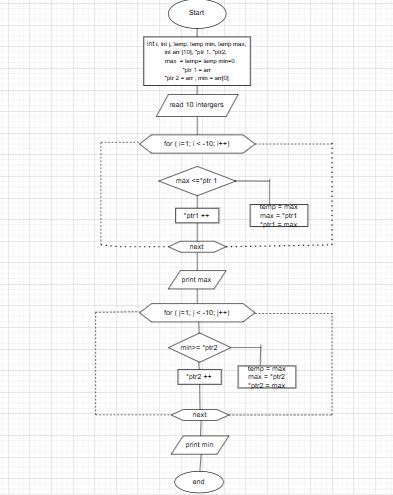 Start
int i, int j, temp, temp min, temp max,
int arr [10], *ptr 1, *ptr2,
max = temp= temp min=0
*ptr 1 = arr
*ptr 2 = arr ; min = arr[0]
read 10 intergers
for ( i=1; i < -10; i++)
max <=*ptr 1
temp = max
max = *ptr1
*ptr1 = max
*ptr1 ++
next
print max
for ( j=1; j < -10; j++)
min>= *ptr2
temp = max
max = *ptr2
*ptr2 = max
*ptr2 ++
next
print min
end